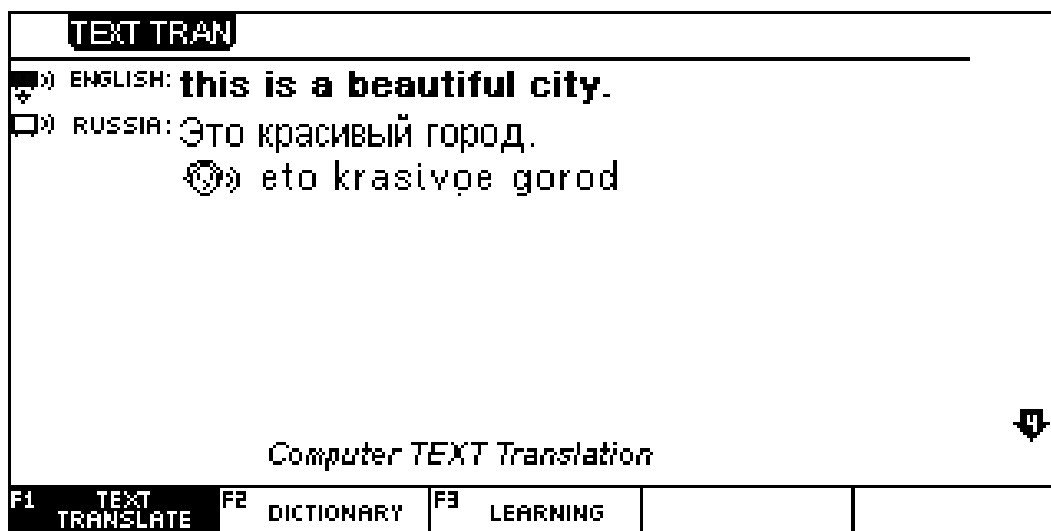 TEXT TRAN
ENGLISH: this is a beautiful city.
RUSSIA: Это красивый город.
eto krasivoe gorod
4
Computer TEXT Translation
F1 TEXT TRANSLATE F2 DICTIONARY F3 LEARNING